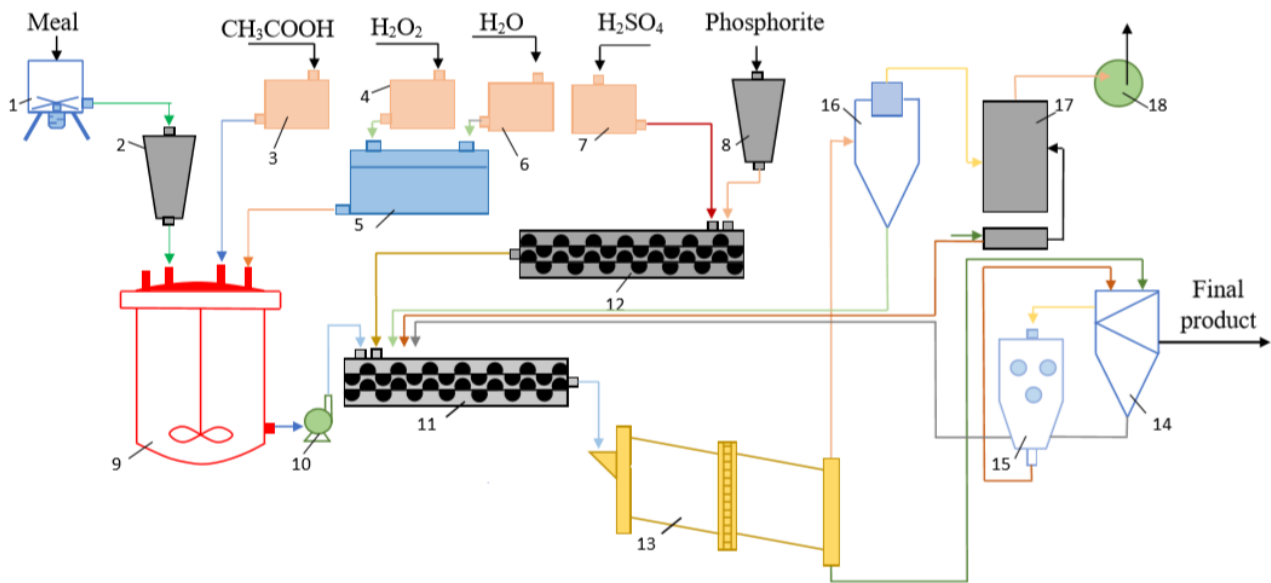 Meal
CH₃COOH
H₂O₂
H₂O
H₂SO₄
Phosphorite
1
2
3
4
5
6
7
8
16
17
18
12
Final
product
11
9
10
13
15
14